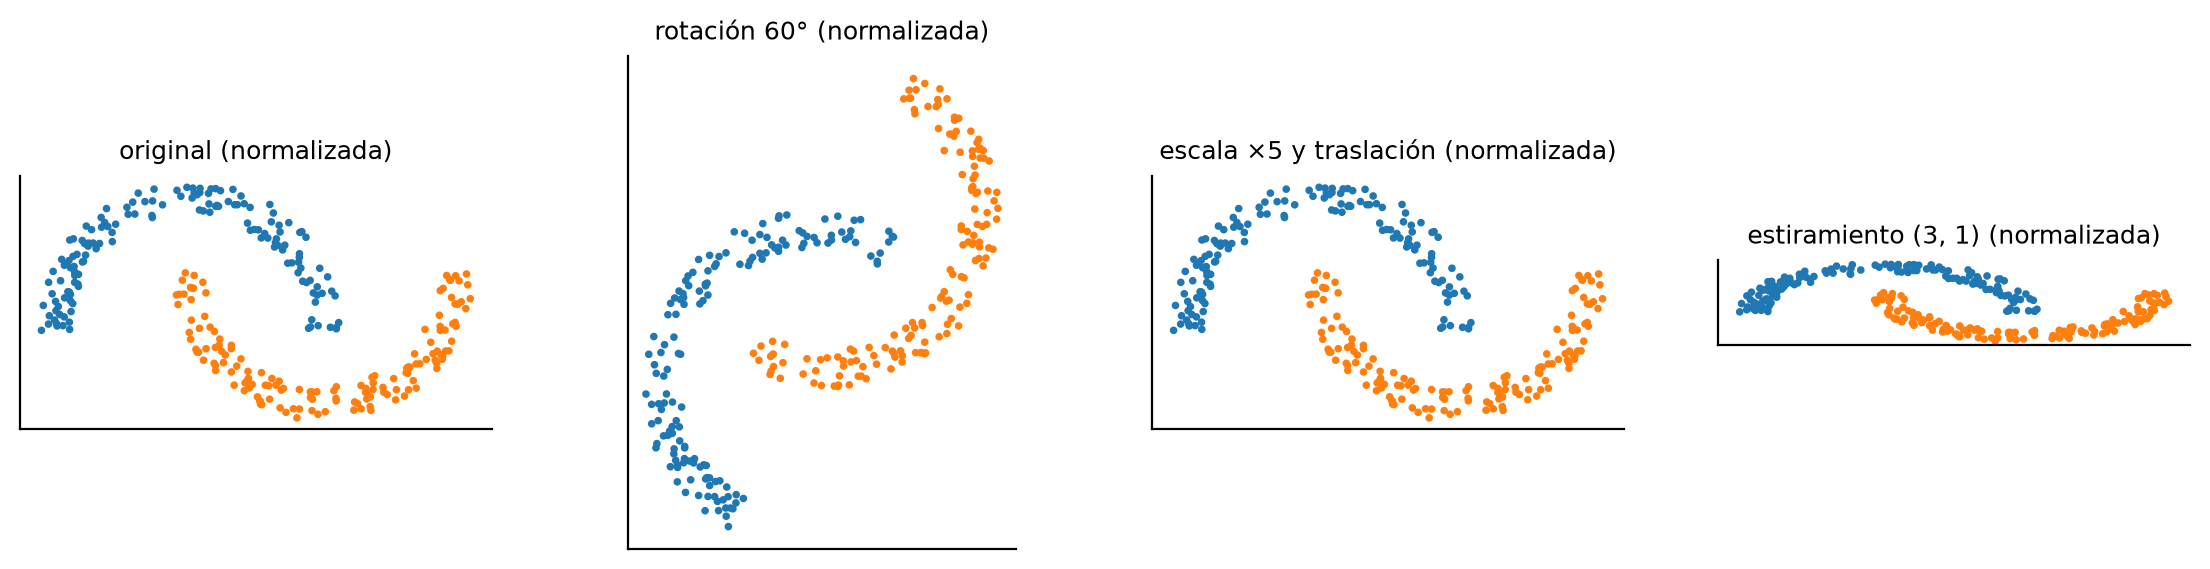 original (normalizada)
rotación 60° (normalizada)
escala ×5 y traslación (normalizada)
estiramiento (3, 1) (normalizada)